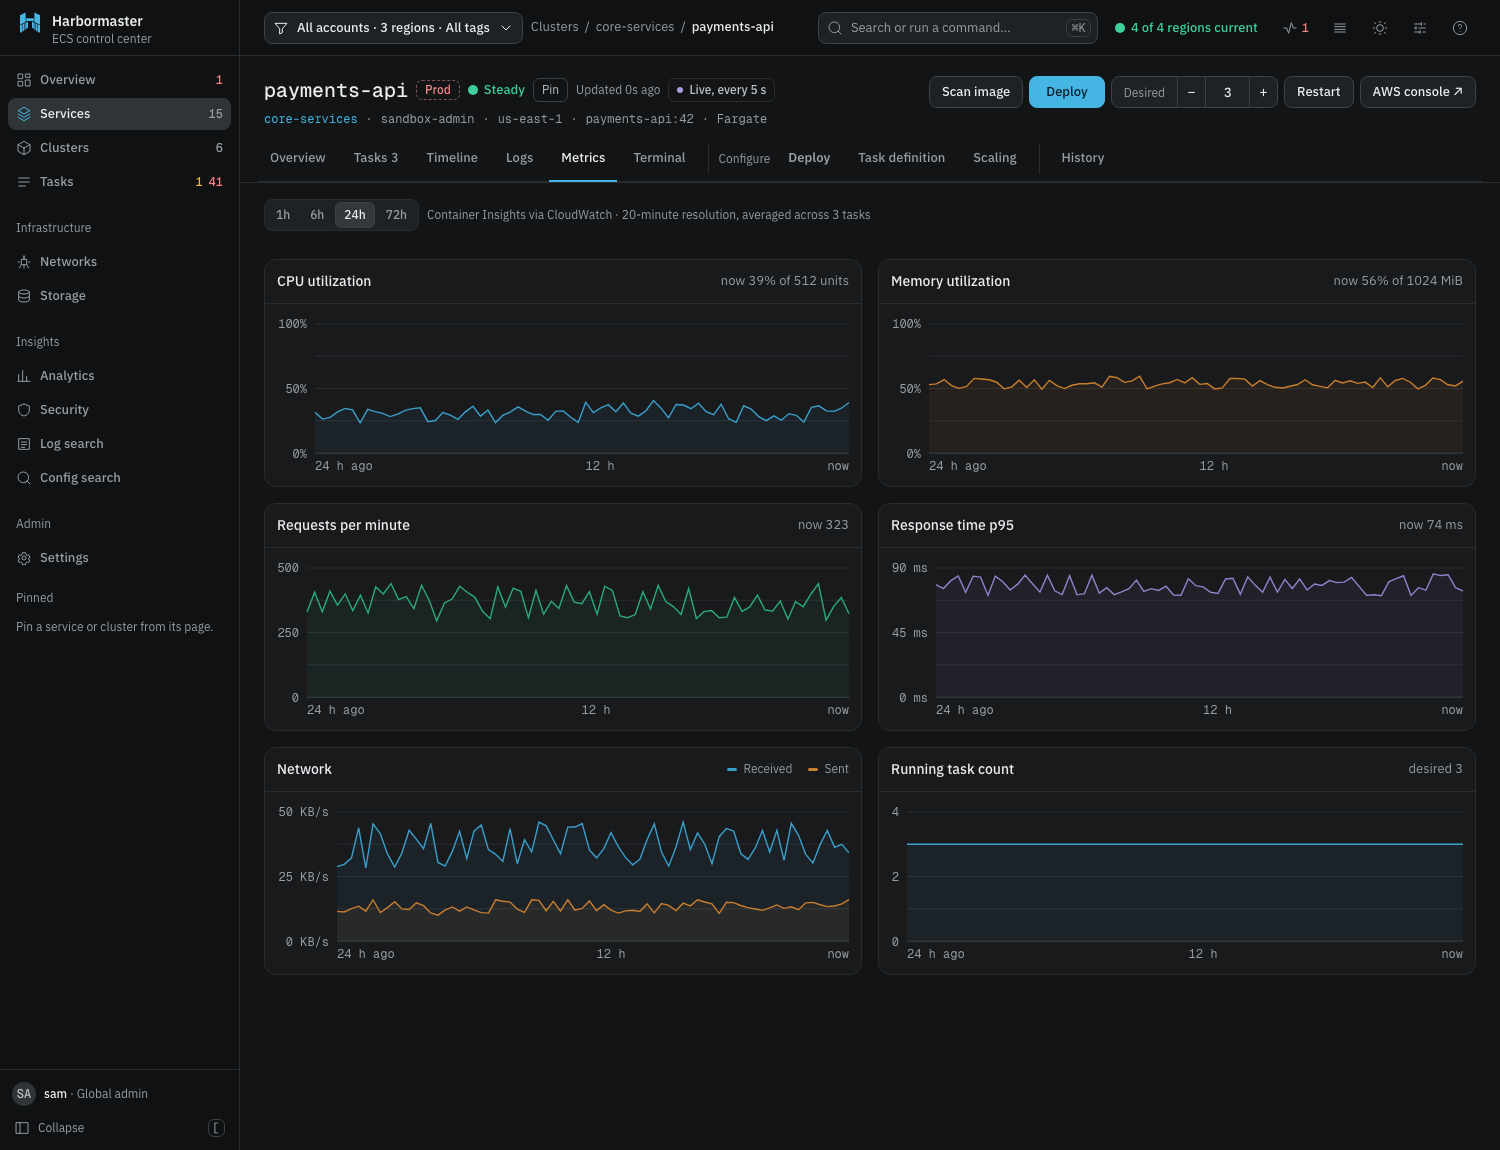 Harbormaster
ECS control center
All accounts · 3 regions · All tags
Clusters / core-services / payments-api
Search or run a command... ⌘K
4 of 4 regions current
1
Overview 1
Services 15
Clusters 6
Tasks 1 41
Infrastructure
Networks
Storage
Insights
Analytics
Security
Log search
Config search
Admin
Settings
Pinned
Pin a service or cluster from its page.
SA sam · Global admin
Collapse [
payments-api Prod Steady Pin Updated 0s ago Live, every 5 s
Scan image Deploy Desired − 3 + Restart AWS console ↗
core-services · sandbox-admin · us-east-1 · payments-api:42 · Fargate
Overview Tasks 3 Timeline Logs Metrics Terminal Configure Deploy Task definition Scaling History
1h 6h 24h 72h Container Insights via CloudWatch · 20-minute resolution, averaged across 3 tasks
CPU utilization now 39% of 512 units
100%
50%
0%
24 h ago 12 h now
Memory utilization now 56% of 1024 MiB
100%
50%
0%
24 h ago 12 h now
Requests per minute now 323
500
250
0
24 h ago 12 h now
Response time p95 now 74 ms
90 ms
45 ms
0 ms
24 h ago 12 h now
Network Received Sent
50 KB/s
25 KB/s
0 KB/s
24 h ago 12 h now
Running task count desired 3
4
2
0
24 h ago 12 h now